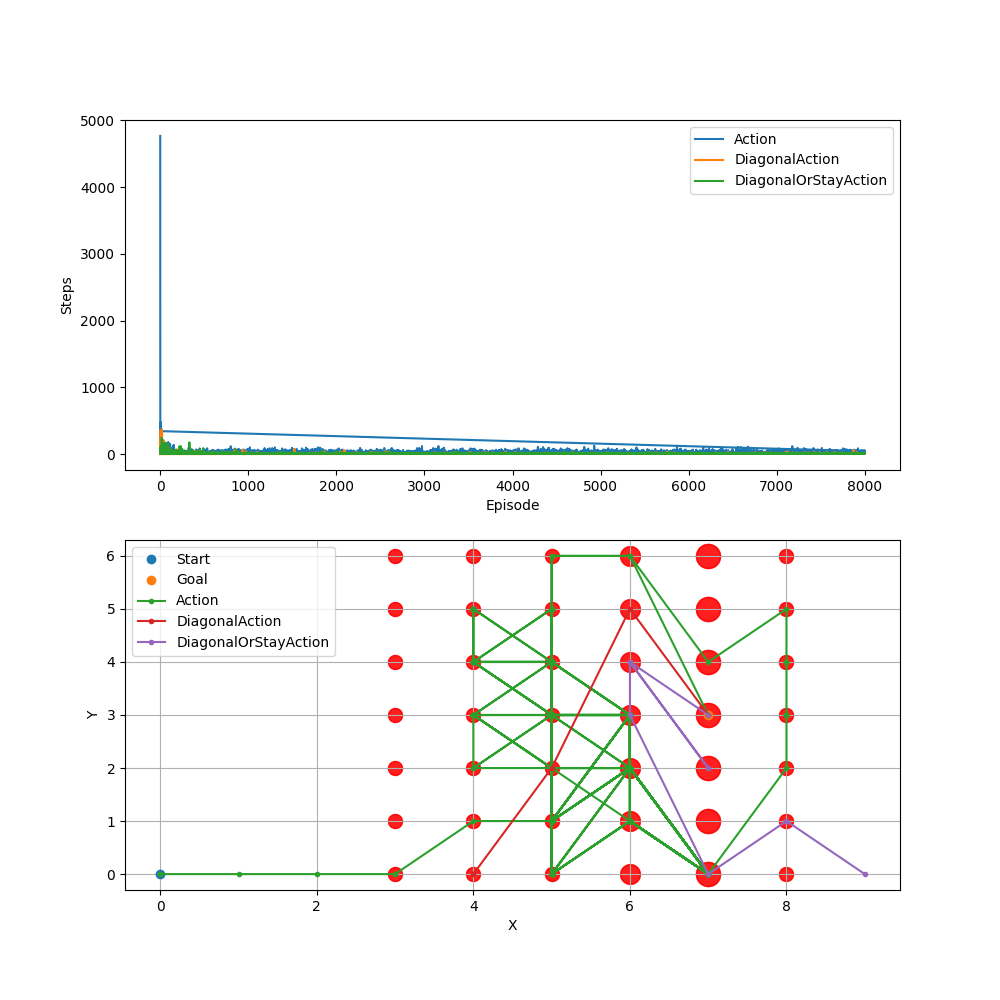 5000
4000
3000
2000
1000
0
Steps
Action
DiagonalAction
DiagonalOrStayAction
0 1000 2000 3000 4000 5000 6000 7000 8000
Episode
6
5
4
3
2
1
0
Y
Start
Goal
Action
DiagonalAction
DiagonalOrStayAction
0 2 4 6 8
X